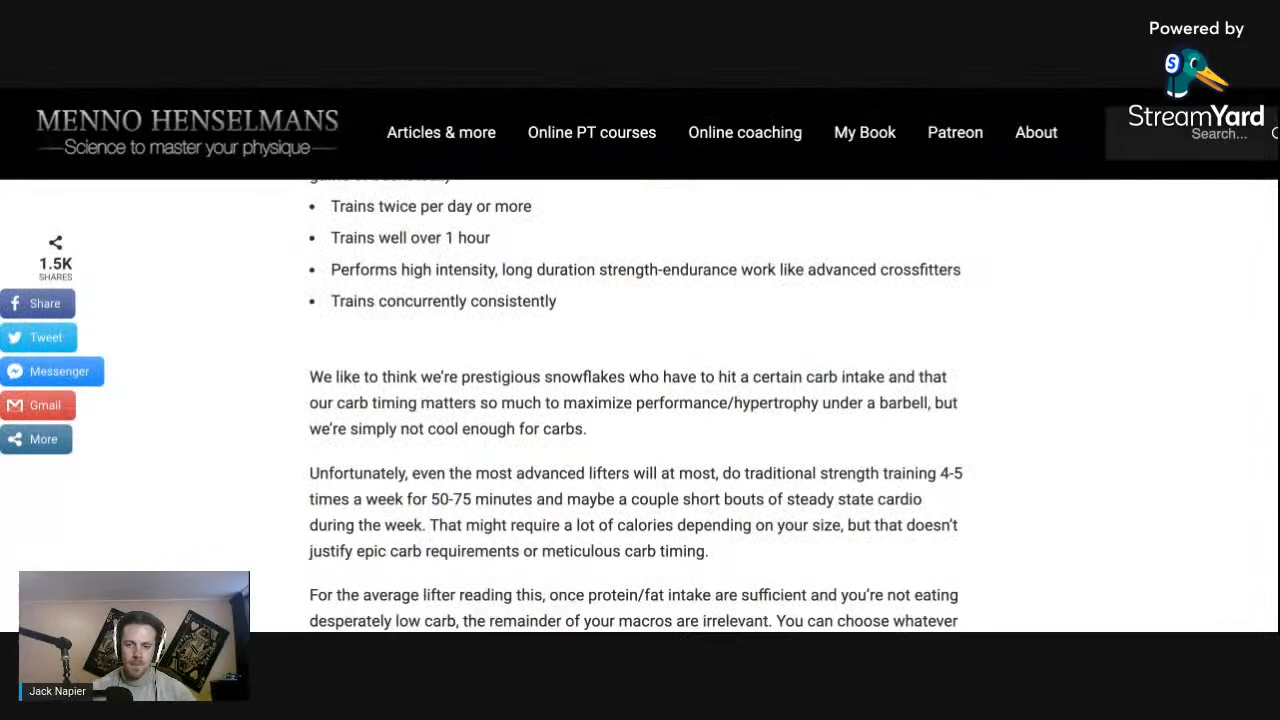 Powered by
StreamYard
MENNO HENSELMANS
Science to master your physique
Articles & more
Online PT courses
Online coaching
My Book
Patreon
About
Search...
• Trains twice per day or more
• Trains well over 1 hour
• Performs high intensity, long duration strength-endurance work like advanced crossfitters
• Trains concurrently consistently
1.5K
SHARES
Share
Tweet
Messenger
Gmail
More
We like to think we're prestigious snowflakes who have to hit a certain carb intake and that
our carb timing matters so much to maximize performance/hypertrophy under a barbell, but
we're simply not cool enough for carbs.
Unfortunately, even the most advanced lifters will at most, do traditional strength training 4-5
times a week for 50-75 minutes and maybe a couple short bouts of steady state cardio
during the week. That might require a lot of calories depending on your size, but that doesn't
justify epic carb requirements or meticulous carb timing.
For the average lifter reading this, once protein/fat intake are sufficient and you're not eating
desperately low carb, the remainder of your macros are irrelevant. You can choose whatever
Jack Napier